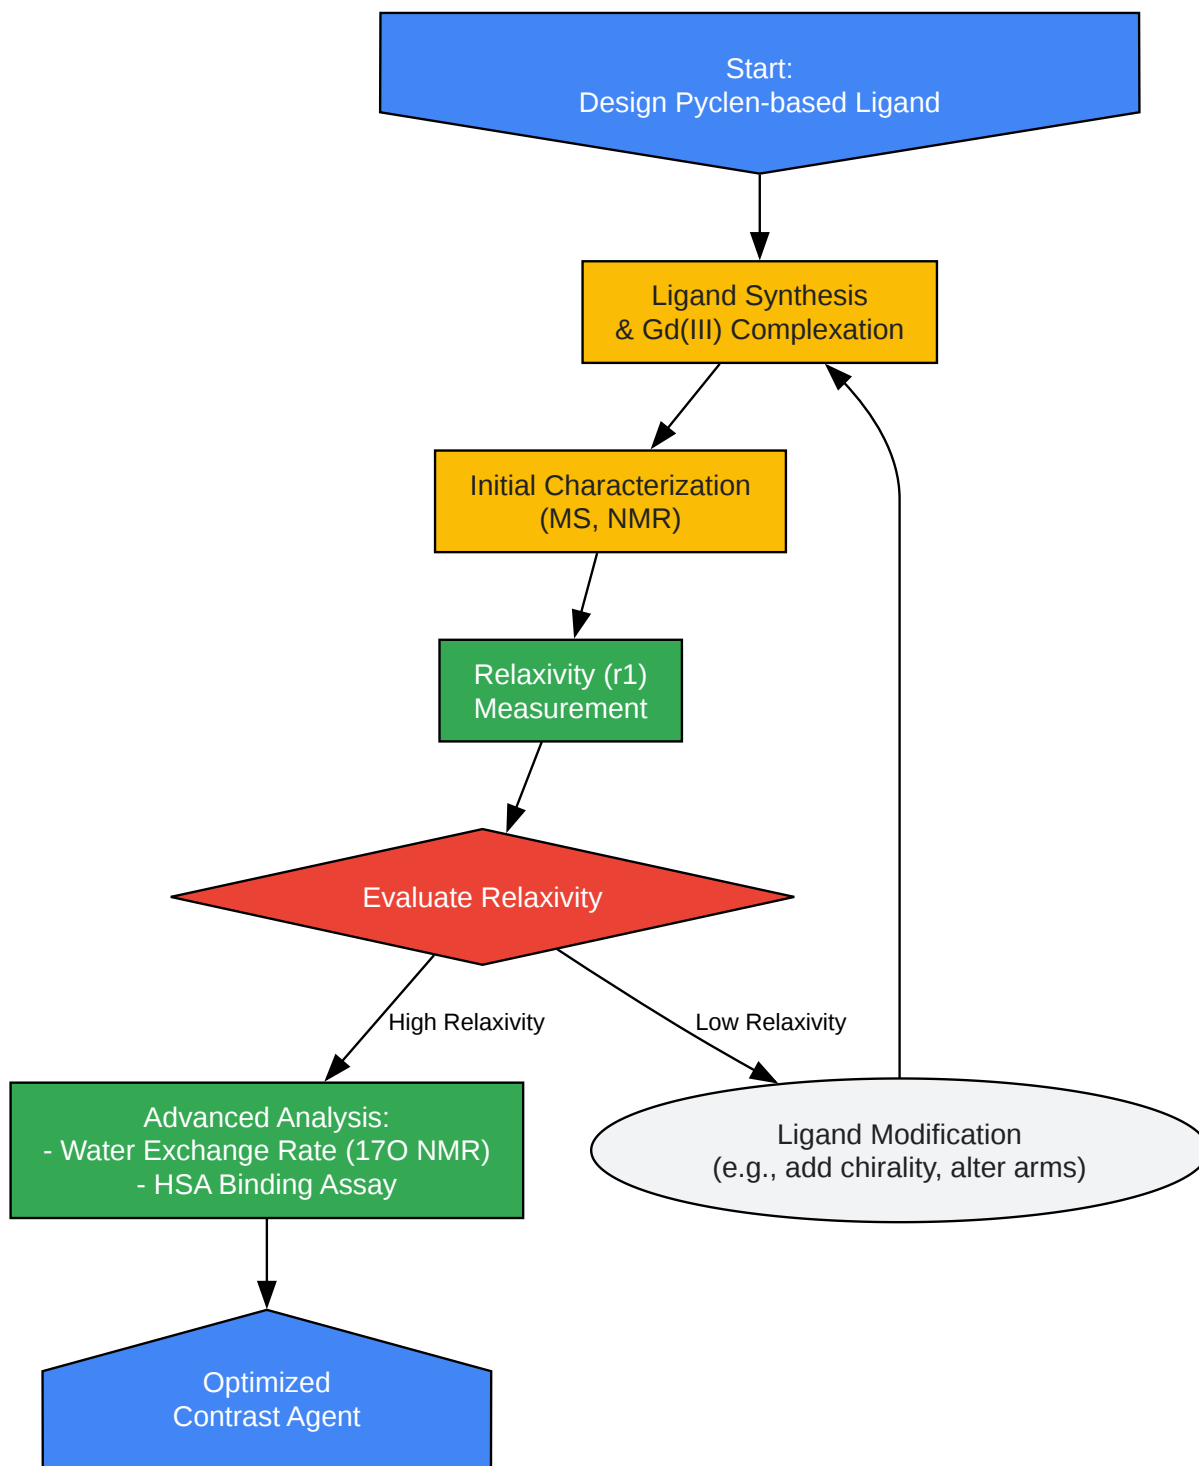 Start:
Design Pyclen-based Ligand
Ligand Synthesis
& Gd(III) Complexation
Initial Characterization
(MS, NMR)
Relaxivity (r1)
Measurement
Evaluate Relaxivity
High Relaxivity
Low Relaxivity
Advanced Analysis:
- Water Exchange Rate (17O NMR)
- HSA Binding Assay
Ligand Modification
(e.g., add chirality, alter arms)
Optimized
Contrast Agent